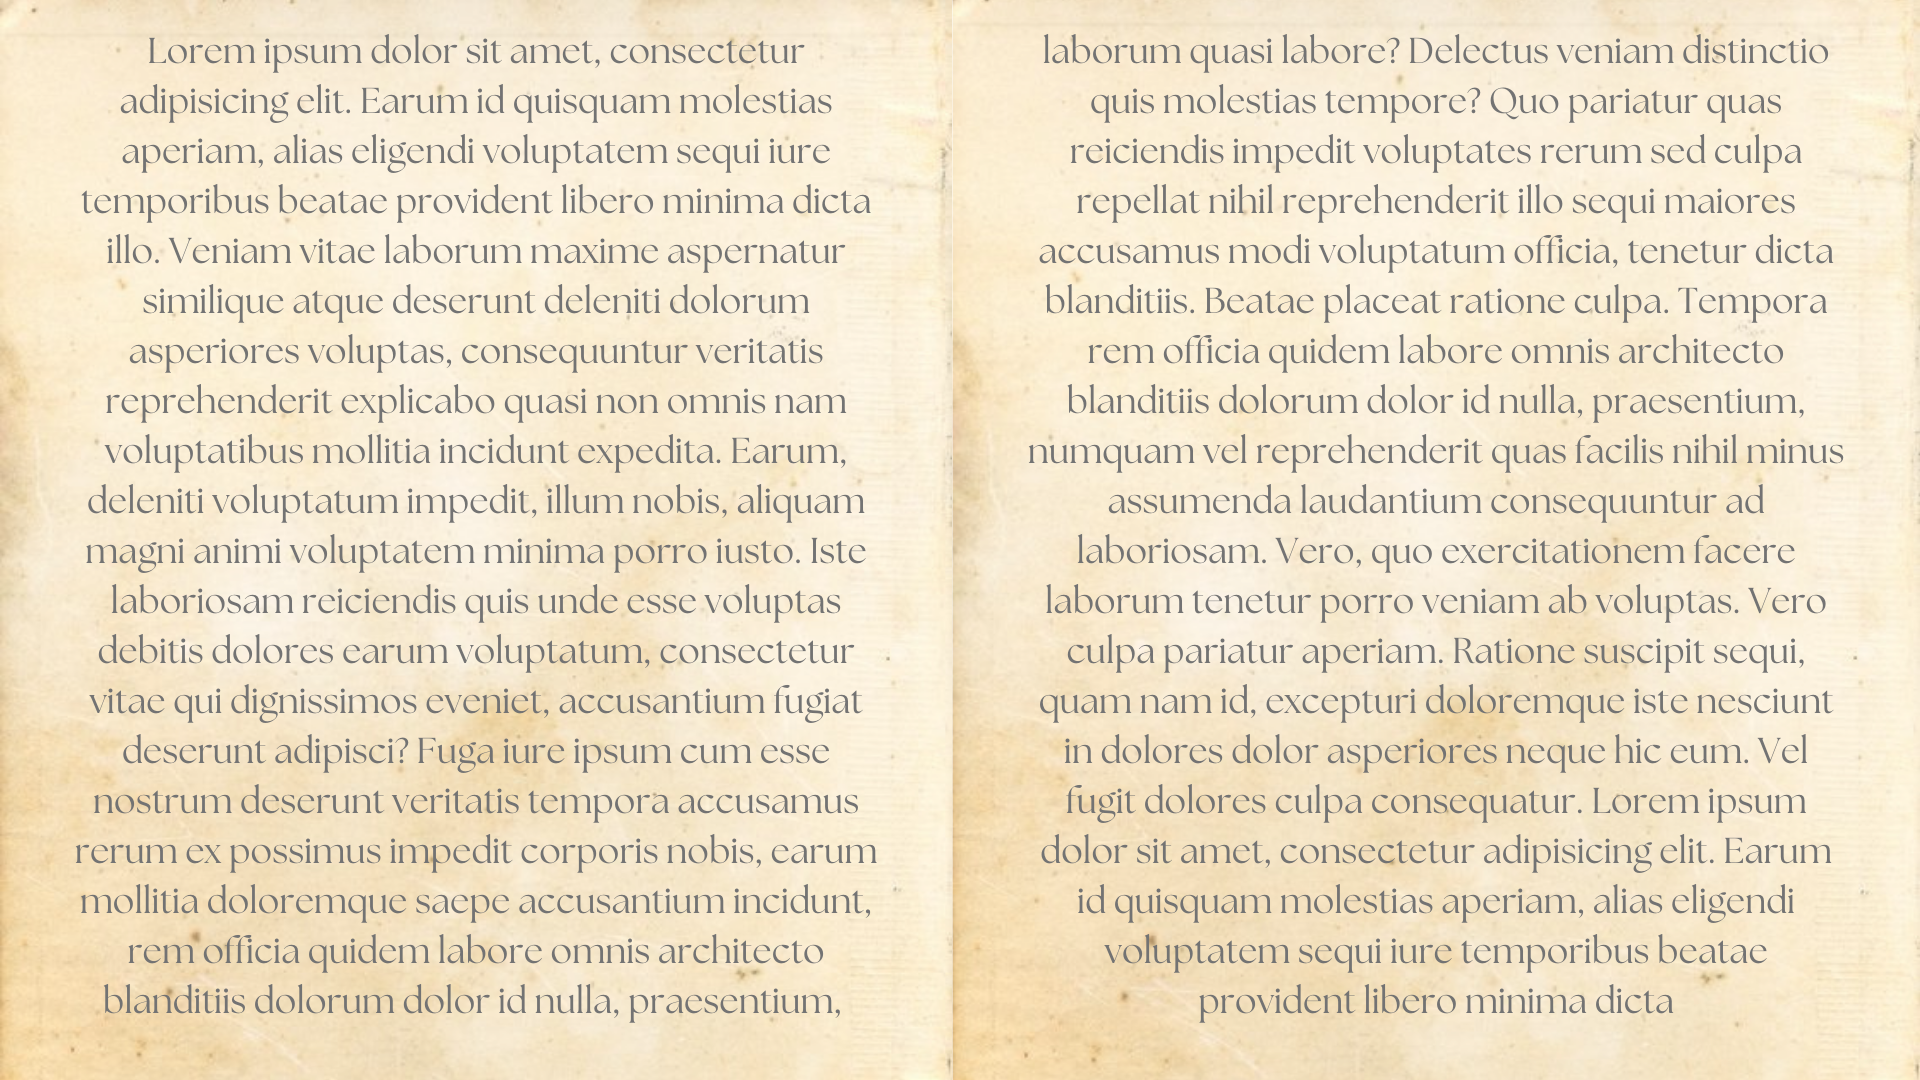 Lorem ipsum dolor sit amet, consectetur
adipisicing elit. Earum id quisquam molestias
aperiam, alias eligendi voluptatem sequi iure
temporibus beatae provident libero minima dicta
illo. Veniam vitae laborum maxime aspernatur
similique atque deserunt deleniti dolorum
asperiores voluptas, consequuntur veritatis
reprehenderit explicabo quasi non omnis nam
voluptatibus mollitia incidunt expedita. Earum,
deleniti voluptatum impedit, illum nobis, aliquam
magni animi voluptatem minima porro iusto. Iste
laboriosam reiciendis quis unde esse voluptas
debitis dolores earum voluptatum, consectetur
vitae qui dignissimos eveniet, accusantium fugiat
deserunt adipisci? Fuga iure ipsum cum esse
nostrum deserunt veritatis tempora accusamus
rerum ex possimus impedit corporis nobis, earum
mollitia doloremque saepe accusantium incidunt,
rem officia quidem labore omnis architecto
blanditiis dolorum dolor id nulla, praesentium,
laborum quasi labore? Delectus veniam distinctio
quis molestias tempore? Quo pariatur quas
reiciendis impedit voluptates rerum sed culpa
repellat nihil reprehenderit illo sequi maiores
accusamus modi voluptatum officia, tenetur dicta
blanditiis. Beatae placeat ratione culpa. Tempora
rem officia quidem labore omnis architecto
blanditiis dolorum dolor id nulla, praesentium,
numquam vel reprehenderit quas facilis nihil minus
assumenda laudantium consequuntur ad
laboriosam. Vero, quo exercitationem facere
laborum tenetur porro veniam ab voluptas. Vero
culpa pariatur aperiam. Ratione suscipit sequi,
quam nam id, excepturi doloremque iste nesciunt
in dolores dolor asperiores neque hic eum. Vel
fugit dolores culpa consequatur. Lorem ipsum
dolor sit amet, consectetur adipisicing elit. Earum
id quisquam molestias aperiam, alias eligendi
voluptatem sequi iure temporibus beatae
provident libero minima dicta